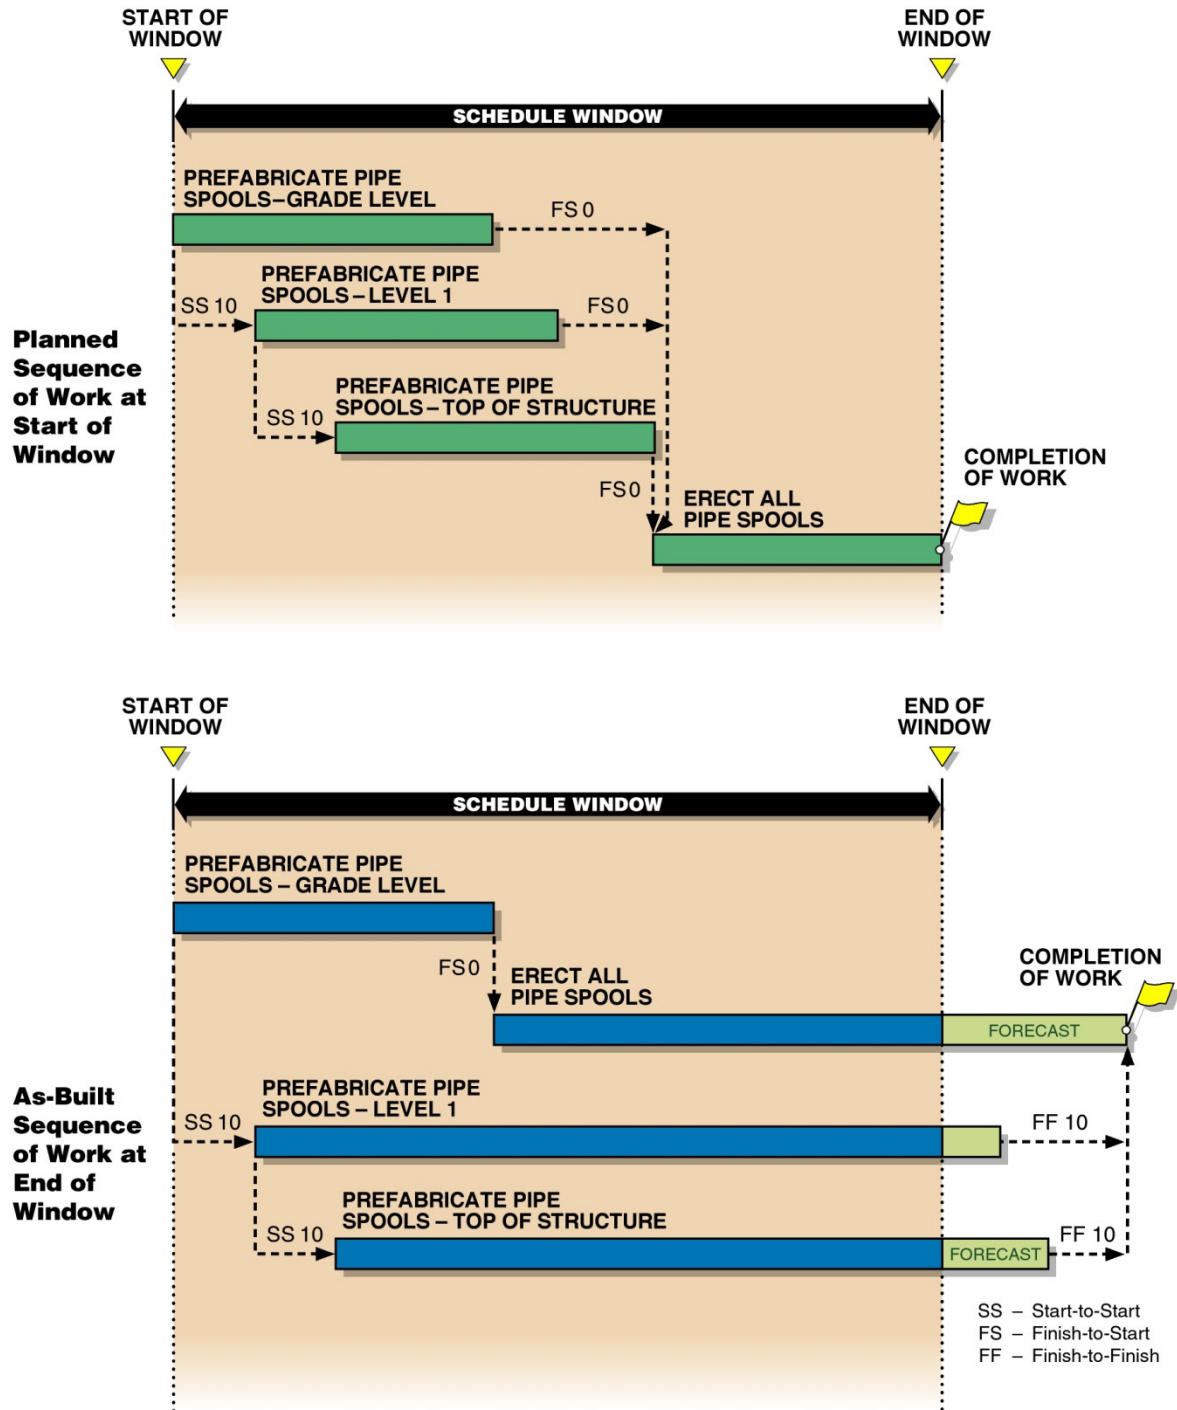 START OF
WINDOW
END OF
WINDOW
SCHEDULE WINDOW
PREFABRICATE PIPE
SPOOLS–GRADE LEVEL
FS 0
PREFABRICATE PIPE
SPOOLS – LEVEL 1
SS 10
FS 0
Planned
Sequence
of Work at
Start of
Window
PREFABRICATE PIPE
SPOOLS – TOP OF STRUCTURE
SS 10
FS 0
ERECT ALL
PIPE SPOOLS
COMPLETION
OF WORK
START OF
WINDOW
END OF
WINDOW
SCHEDULE WINDOW
PREFABRICATE PIPE
SPOOLS – GRADE LEVEL
FS 0
ERECT ALL
PIPE SPOOLS
COMPLETION
OF WORK
FORECAST
As-Built
Sequence
of Work at
End of
Window
PREFABRICATE PIPE
SPOOLS – LEVEL 1
SS 10
FF 10
PREFABRICATE PIPE
SPOOLS – TOP OF STRUCTURE
SS 10
FORECAST
FF 10
SS – Start-to-Start
FS – Finish-to-Start
FF – Finish-to-Finish